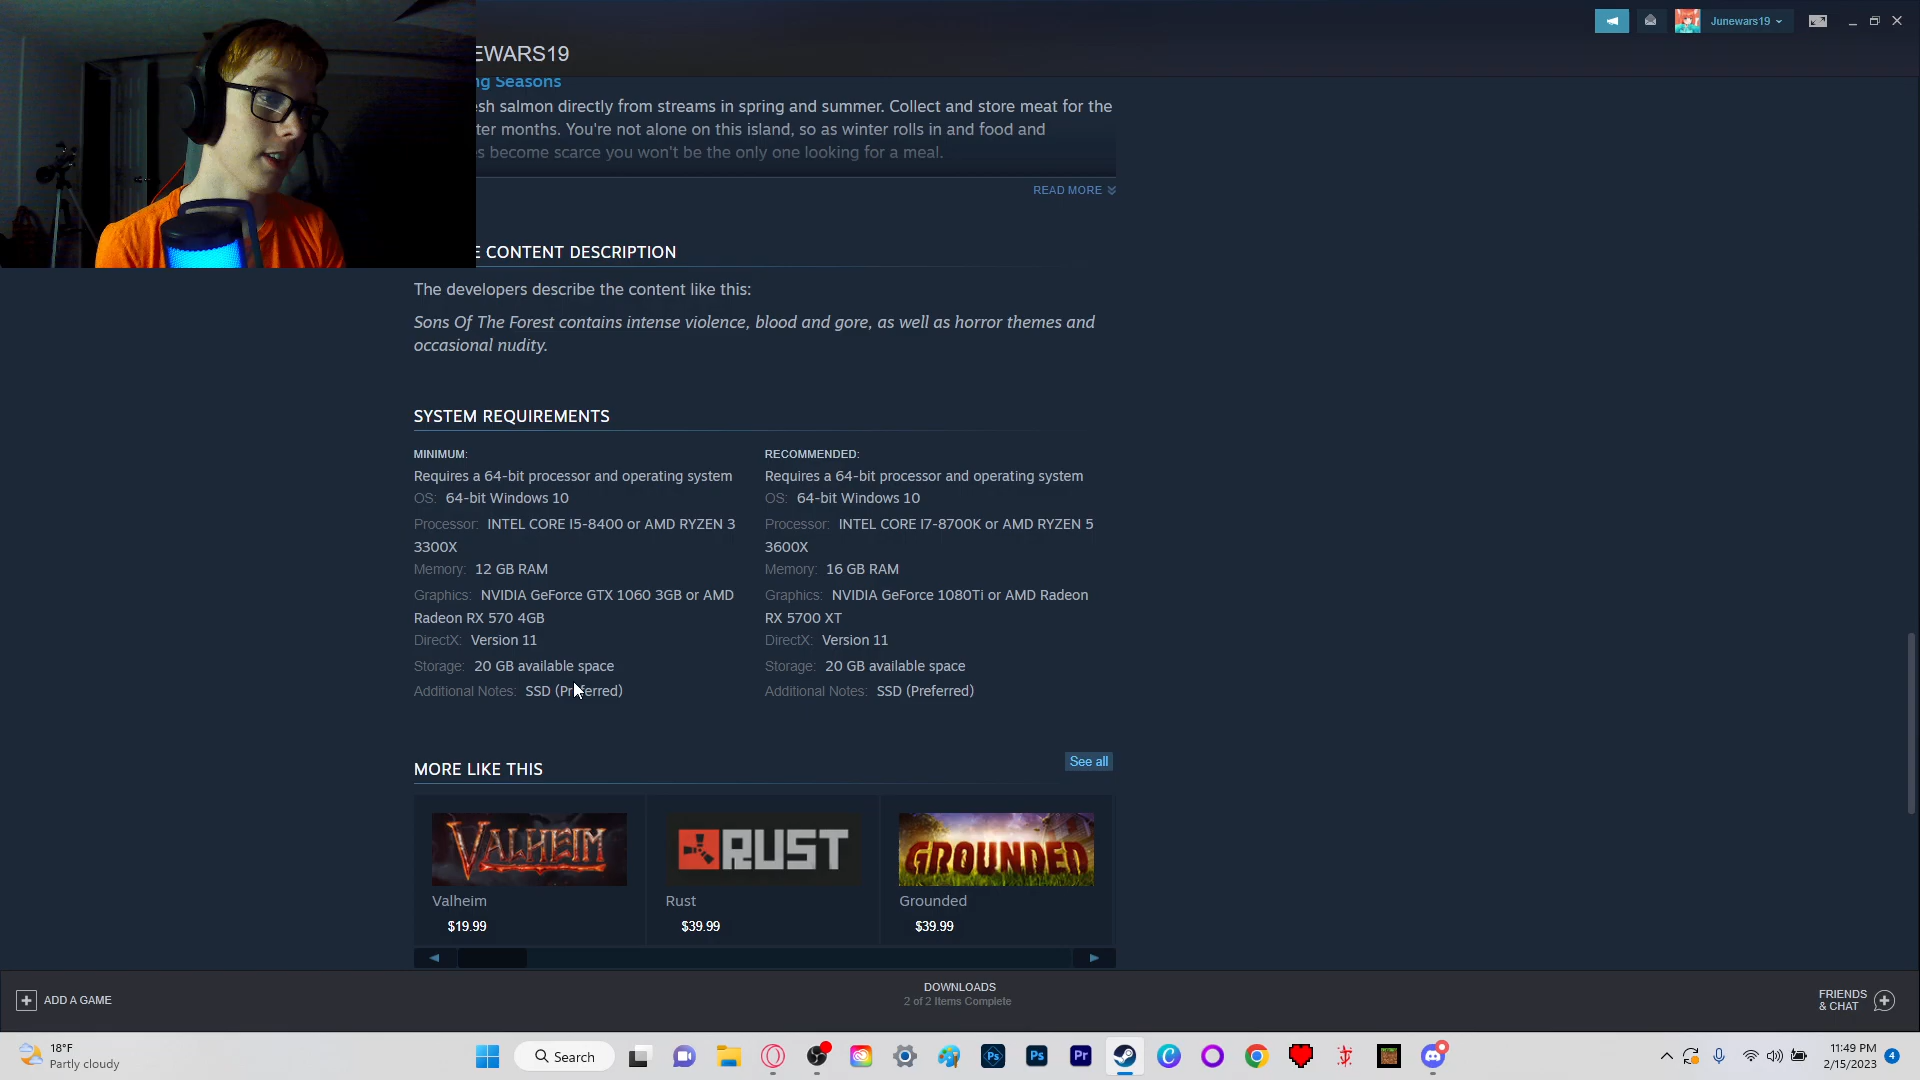 Junewars19
EWARS19
ng Seasons
esh salmon directly from streams in spring and summer. Collect and store meat for the
ter months. You're not alone on this island, so as winter rolls in and food and
s become scarce you won't be the only one looking for a meal.
READ MORE
E CONTENT DESCRIPTION
The developers describe the content like this:
Sons Of The Forest contains intense violence, blood and gore, as well as horror themes and
occasional nudity.
SYSTEM REQUIREMENTS
MINIMUM:
Requires a 64-bit processor and operating system
OS: 64-bit Windows 10
Processor: INTEL CORE I5-8400 or AMD RYZEN 3
3300X
Memory: 12 GB RAM
Graphics: NVIDIA GeForce GTX 1060 3GB or AMD
Radeon RX 570 4GB
DirectX: Version 11
Storage: 20 GB available space
Additional Notes: SSD (Preferred)
RECOMMENDED:
Requires a 64-bit processor and operating system
OS: 64-bit Windows 10
Processor: INTEL CORE I7-8700K or AMD RYZEN 5
3600X
Memory: 16 GB RAM
Graphics: NVIDIA GeForce 1080Ti or AMD Radeon
RX 5700 XT
DirectX: Version 11
Storage: 20 GB available space
Additional Notes: SSD (Preferred)
MORE LIKE THIS
See all
VALHEIM
Valheim
$19.99
RUST
Rust
$39.99
GROUNDED
Grounded
$39.99
ADD A GAME
DOWNLOADS
2 of 2 Items Complete
FRIENDS
& CHAT
18°F
Partly cloudy
Search
Ps
Ps
Pr
11:49 PM
2/15/2023
4